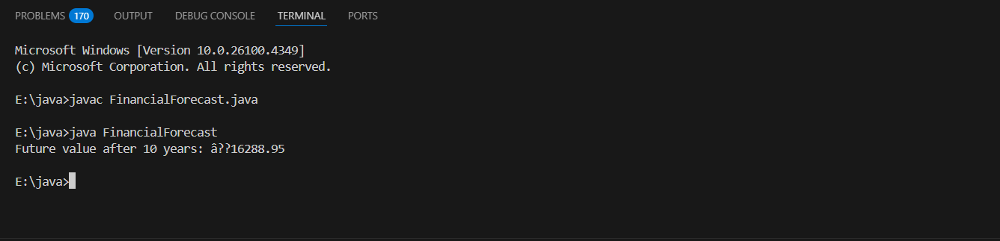 PROBLEMS 170 OUTPUT DEBUG CONSOLE TERMINAL PORTS
Microsoft Windows [Version 10.0.26100.4349]
(c) Microsoft Corporation. All rights reserved.
E:\java>javac FinancialForecast.java
E:\java>java FinancialForecast
Future value after 10 years: â??16288.95
E:\java>